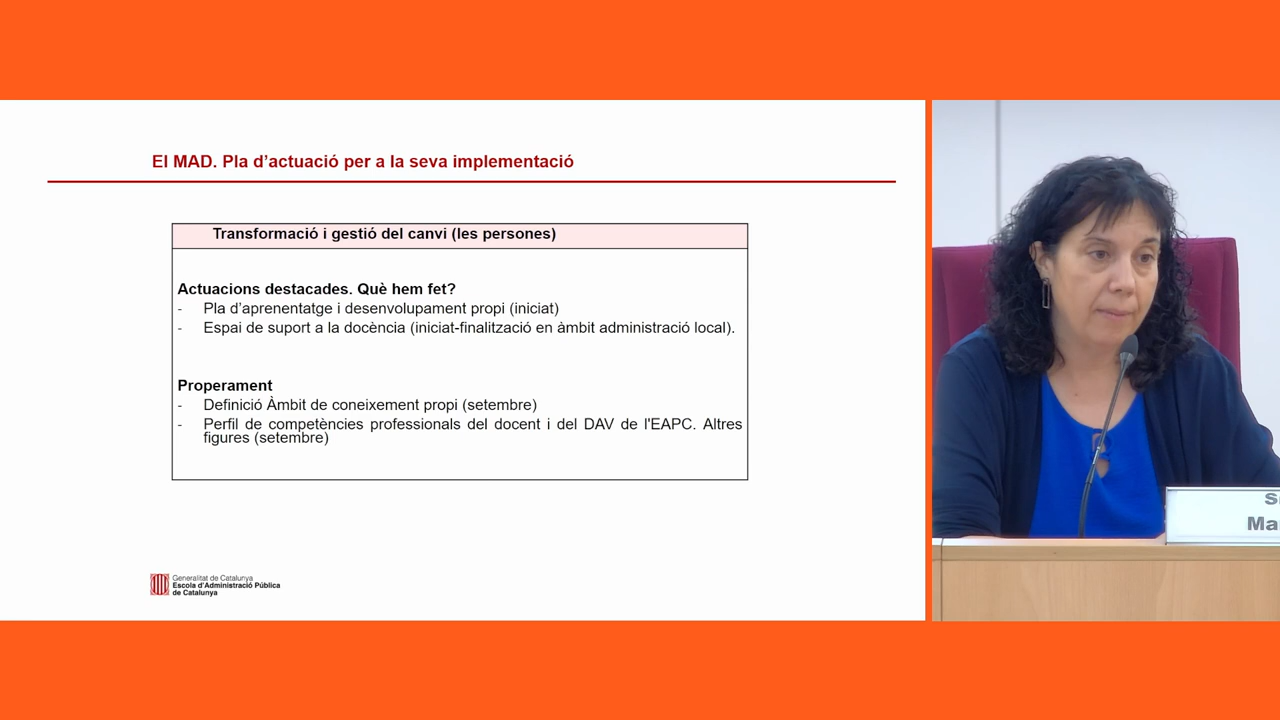 El MAD. Pla d'actuació per a la seva implementació
Transformació i gestió del canvi (les persones)
Actuacions destacades. Què hem fet?
- Pla d'aprenentatge i desenvolupament propi (iniciat)
- Espai de suport a la docència (iniciat-finalització en àmbit administració local).
Properament
- Definició Àmbit de coneixement propi (setembre)
- Perfil de competències professionals del docent i del DAV de l'EAPC. Altres
figures (setembre)
Generalitat de Catalunya
Escola d'Administració Pública
de Catalunya